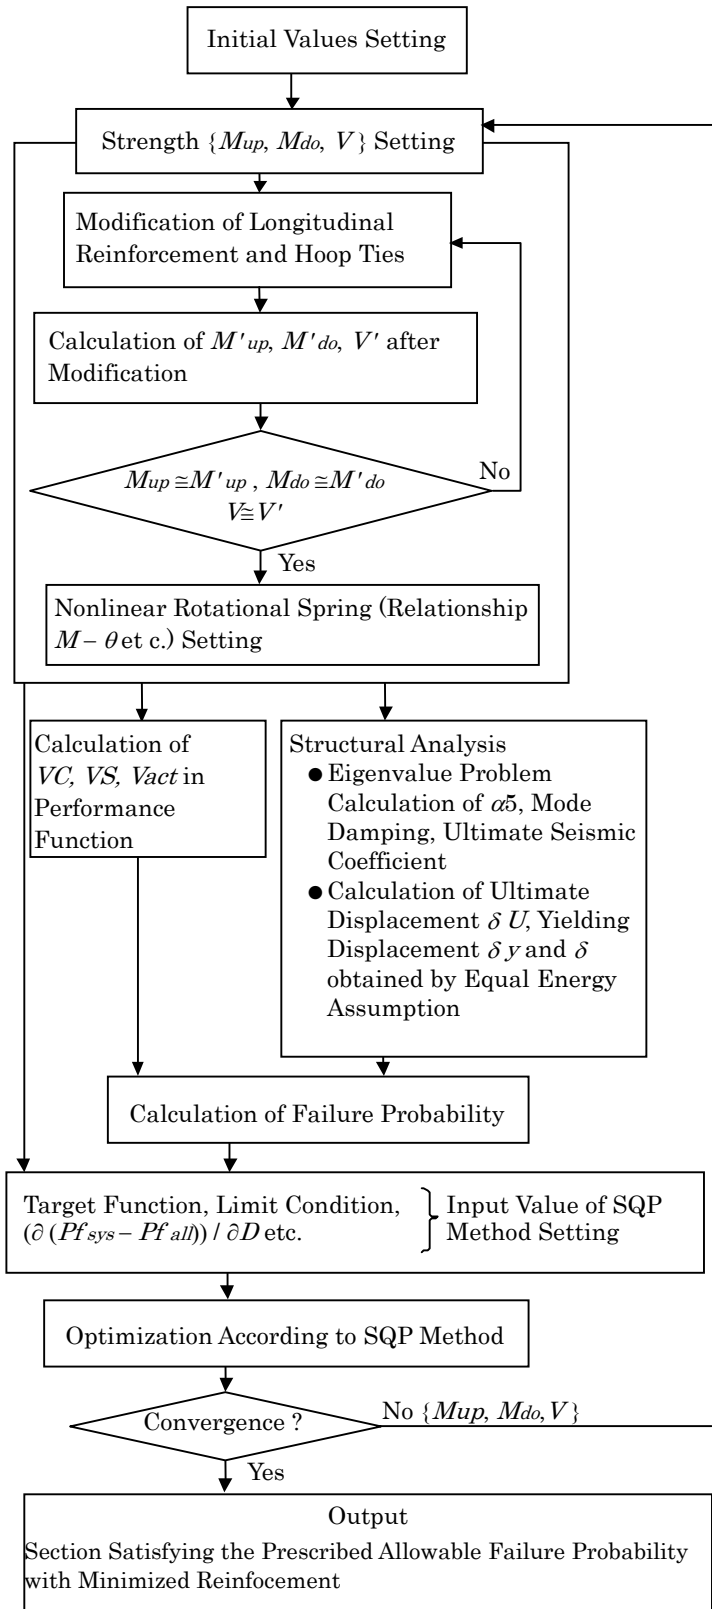 Initial Values Setting
Strength {Mup, Mdo, V} Setting
Modification of Longitudinal
Reinforcement and Hoop Ties
Calculation of M'up, M'do, V' after
Modification
Mup≅M'up , Mdo≅M'do
V≅V'
No
Yes
Nonlinear Rotational Spring (Relationship
M – θ et c.) Setting
Calculation of
VC, VS, Vact in
Performance
Function
Structural Analysis
● Eigenvalue Problem
Calculation of α5, Mode
Damping, Ultimate Seismic
Coefficient
● Calculation of Ultimate
Displacement δ U, Yielding
Displacement δ y and δ
obtained by Equal Energy
Assumption
Calculation of Failure Probability
Target Function, Limit Condition,
(∂ (Pf sys – Pf all)) / ∂D etc.
Input Value of SQP
Method Setting
Optimization According to SQP Method
Convergence ?
No {Mup, Mdo, V}
Yes
Output
Section Satisfying the Prescribed Allowable Failure Probability
with Minimized Reinfocement